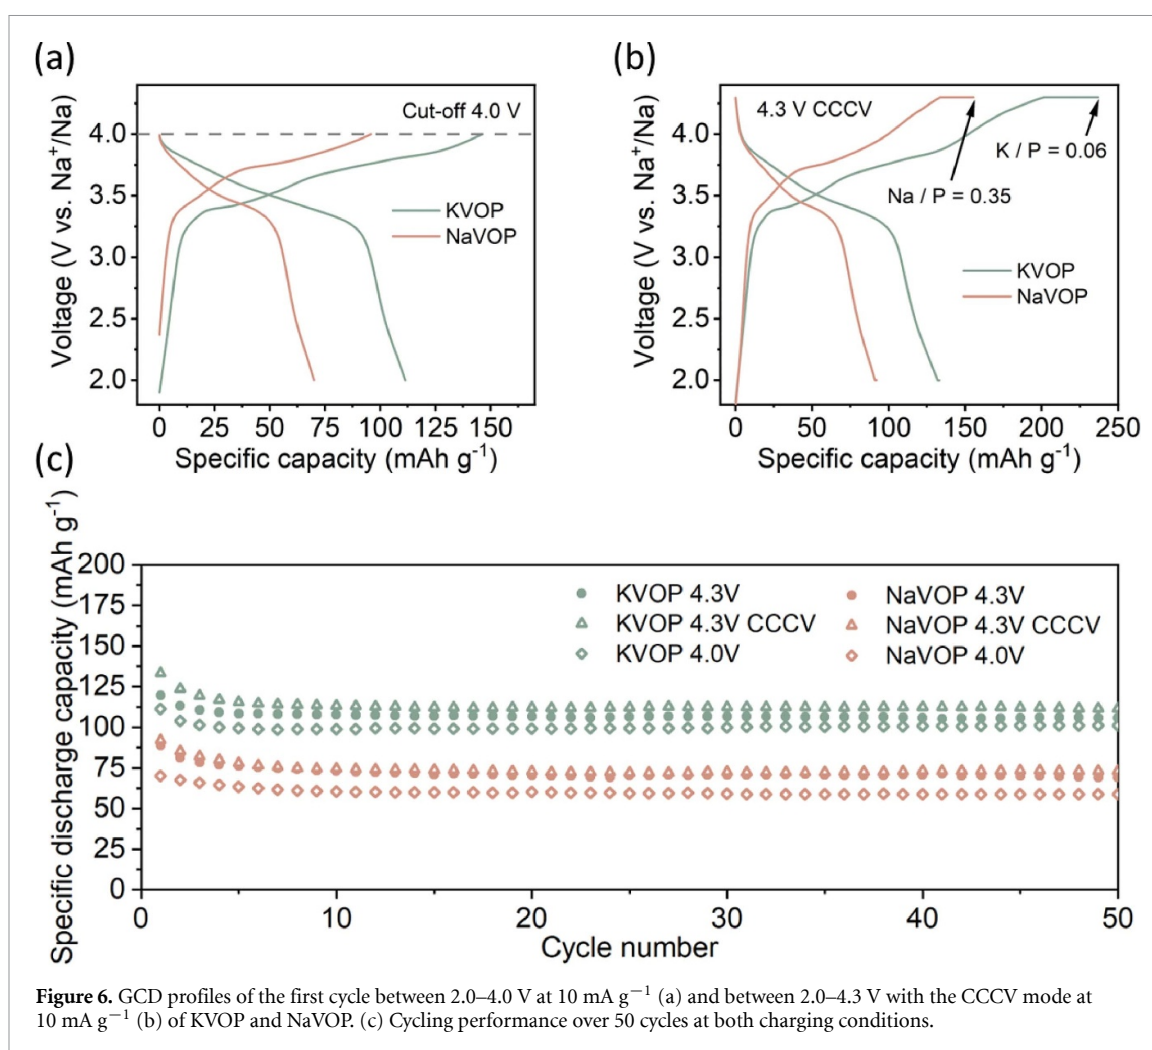 (a)
Cut-off 4.0 V
KVOP
NaVOP
4.0
3.5
3.0
2.5
2.0
Voltage (V vs. Na⁺/Na)
0 25 50 75 100 125 150
Specific capacity (mAh g⁻¹)
(b)
4.3 V CCCV
K / P = 0.06
Na / P = 0.35
KVOP
NaVOP
4.0
3.5
3.0
2.5
2.0
Voltage (V vs. Na⁺/Na)
0 50 100 150 200 250
Specific capacity (mAh g⁻¹)
(c)
Specific discharge capacity (mAh g⁻¹)
200
175
150
125
100
75
50
25
0
KVOP 4.3V
KVOP 4.3V CCCV
KVOP 4.0V
NaVOP 4.3V
NaVOP 4.3V CCCV
NaVOP 4.0V
0 10 20 30 40 50
Cycle number
Figure 6. GCD profiles of the first cycle between 2.0–4.0 V at 10 mA g⁻¹ (a) and between 2.0–4.3 V with the CCCV mode at
10 mA g⁻¹ (b) of KVOP and NaVOP. (c) Cycling performance over 50 cycles at both charging conditions.